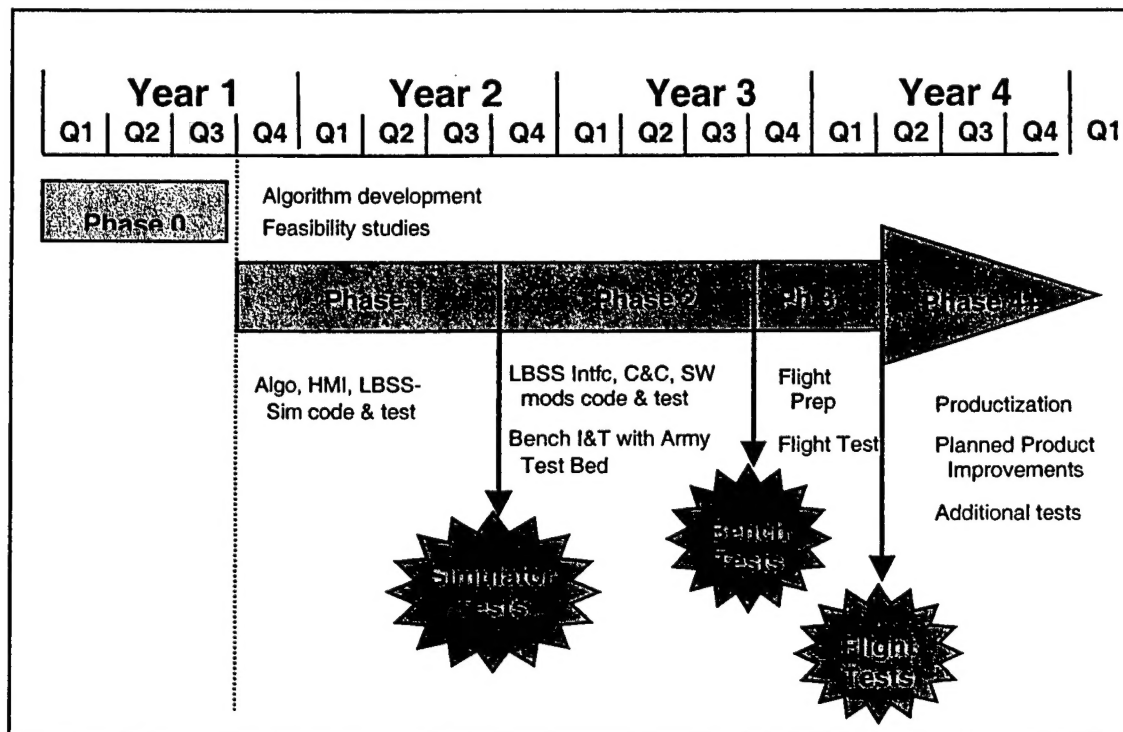 Year 1 Year 2 Year 3 Year 4
Q1 Q2 Q3 Q4 Q1 Q2 Q3 Q4 Q1 Q2 Q3 Q4 Q1 Q2 Q3 Q4 Q1
Phase 0
Algorithm development
Feasibility studies
Phase 1 Phase 2 Ph 3 Phase 4+
Algo, HMI, LBSS-
Sim code & test
LBSS Intfc, C&C, SW
mods code & test
Bench I&T with Army
Test Bed
Flight
Prep
Flight Test
Productization
Planned Product
Improvements
Additional tests
Simulator
Tests
Bench
Tests
Flight
Tests